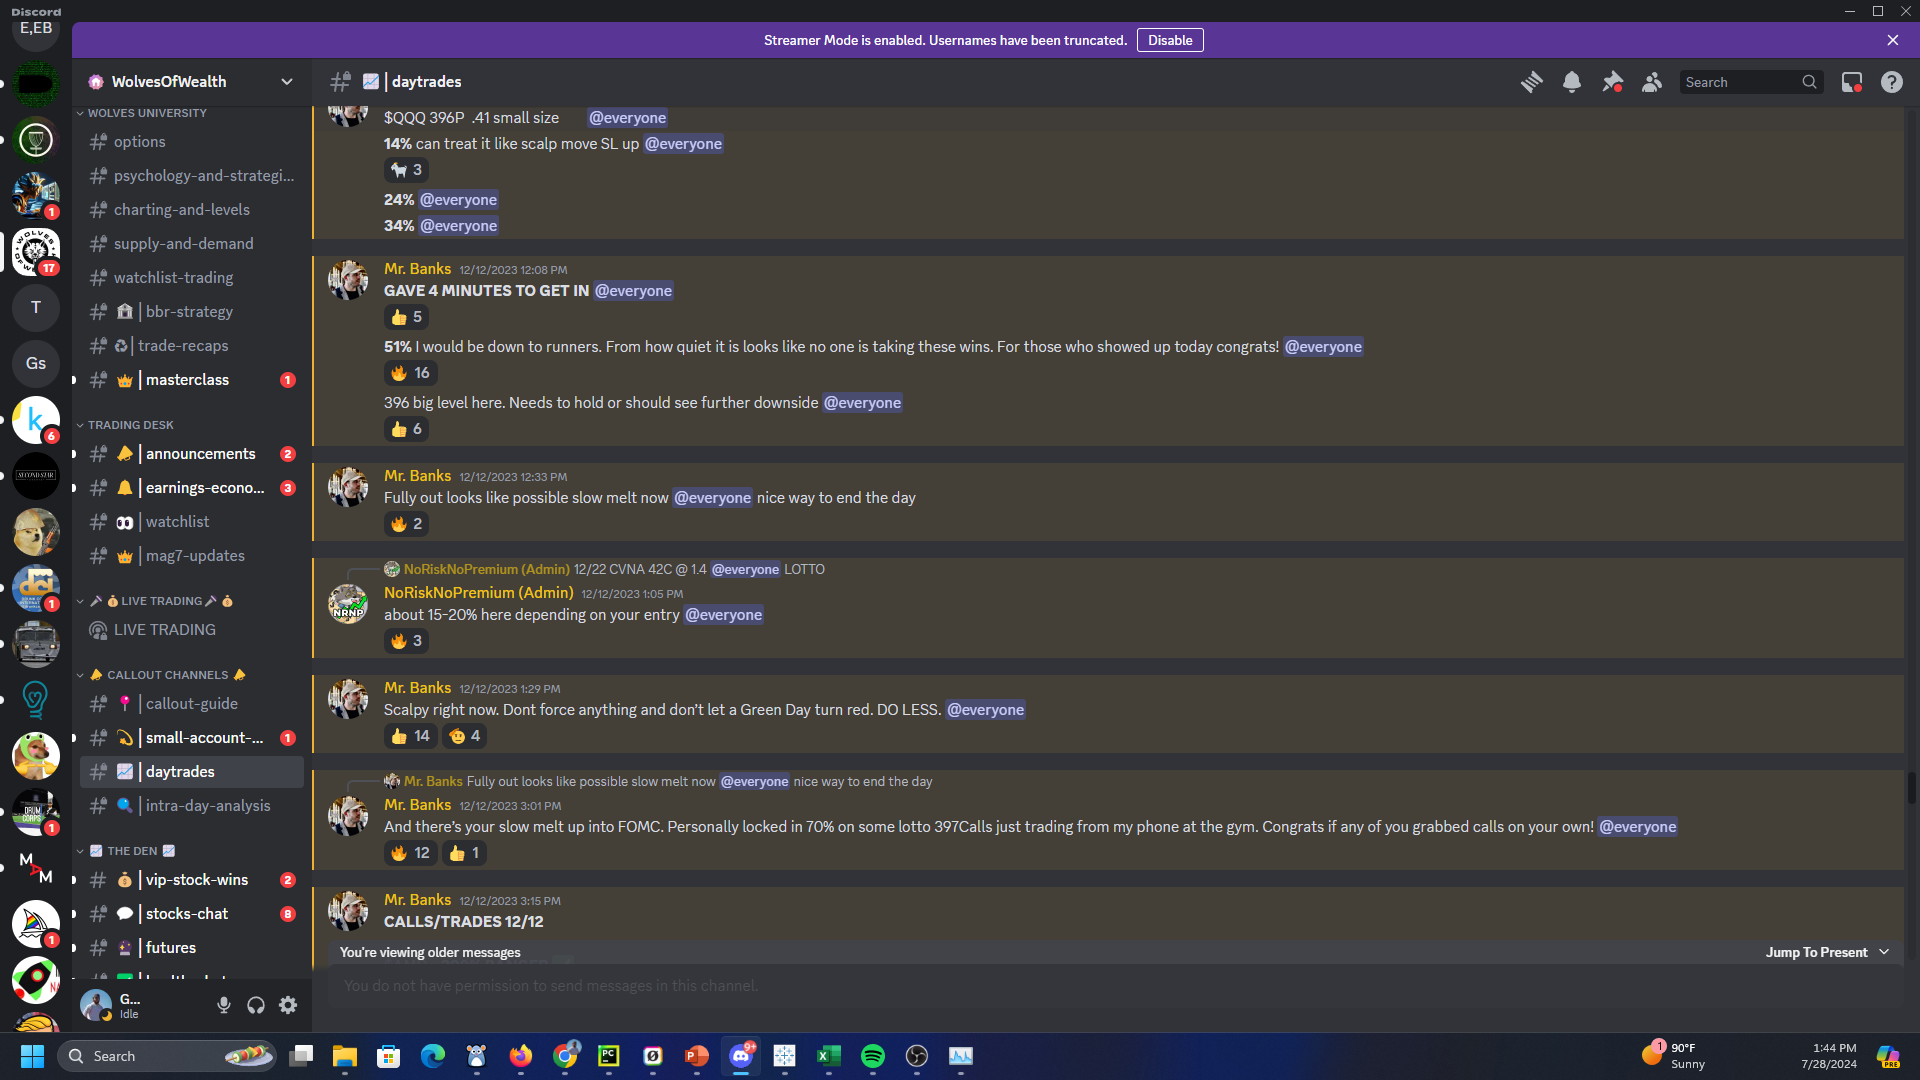 Discord
Streamer Mode is enabled. Usernames have been truncated. Disable
E,EB
1
17
T
Gs
k
6
SECOND STAR
dci
1
DRUM CORPS
1
M A M
1
WolvesOfWealth
WOLVES UNIVERSITY
options
psychology-and-strategi...
charting-and-levels
supply-and-demand
watchlist-trading
bbr-strategy
trade-recaps
masterclass 1
TRADING DESK
announcements 2
earnings-econo... 3
watchlist
mag7-updates
LIVE TRADING
LIVE TRADING
CALLOUT CHANNELS
callout-guide
small-account-... 1
daytrades
intra-day-analysis
THE DEN
vip-stock-wins 2
stocks-chat 8
futures
G...
Idle
daytrades
Search
$QQQ 396P .41 small size @everyone
14% can treat it like scalp move SL up @everyone
3
24% @everyone
34% @everyone
Mr. Banks 12/12/2023 12:08 PM
GAVE 4 MINUTES TO GET IN @everyone
5
51% I would be down to runners. From how quiet it is looks like no one is taking these wins. For those who showed up today congrats! @everyone
16
396 big level here. Needs to hold or should see further downside @everyone
6
Mr. Banks 12/12/2023 12:33 PM
Fully out looks like possible slow melt now @everyone nice way to end the day
2
NoRiskNoPremium (Admin) 12/22 CVNA 42C @ 1.4 @everyone LOTTO
NRNP
NoRiskNoPremium (Admin) 12/12/2023 1:05 PM
about 15-20% here depending on your entry @everyone
3
Mr. Banks 12/12/2023 1:29 PM
Scalpy right now. Dont force anything and don't let a Green Day turn red. DO LESS. @everyone
14 4
Mr. Banks Fully out looks like possible slow melt now @everyone nice way to end the day
Mr. Banks 12/12/2023 3:01 PM
And there's your slow melt up into FOMC. Personally locked in 70% on some lotto 397Calls just trading from my phone at the gym. Congrats if any of you grabbed calls on your own! @everyone
12 1
Mr. Banks 12/12/2023 3:15 PM
CALLS/TRADES 12/12
You're viewing older messages Jump To Present
You do not have permission to send messages in this channel.
Search
PC
9+
1
90°F
Sunny
1:44 PM
7/28/2024
PRE